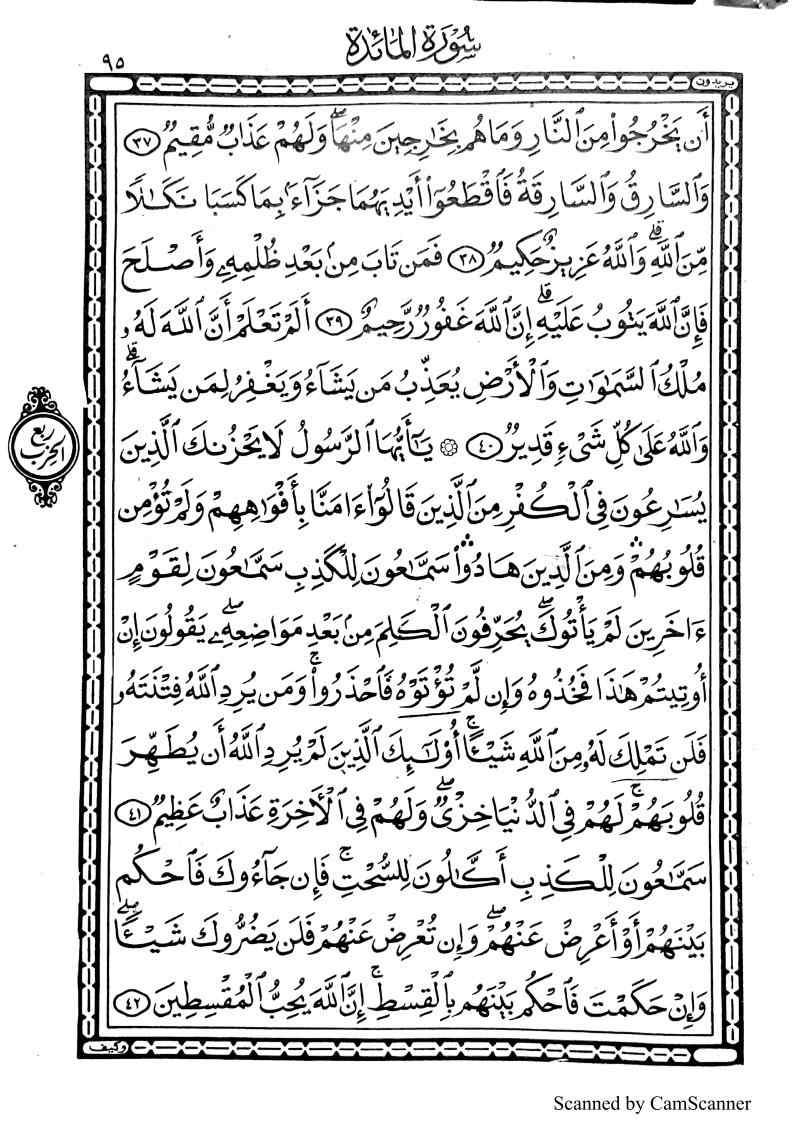 سُورَةُ المَائِدَةِ
٩٥
يريدون
أَن يَخْرُجُواْ مِنَ ٱلنَّارِ وَمَا هُم بِخَٰرِجِينَ مِنْهَاۖ وَلَهُمْ عَذَابٌ مُّقِيمٌ ٣٧
وَٱلسَّارِقُ وَٱلسَّارِقَةُ فَٱقْطَعُوٓاْ أَيْدِيَهُمَا جَزَآءَۢ بِمَا كَسَبَا نَكَٰلًا
مِّنَ ٱللَّهِۗ وَٱللَّهُ عَزِيزٌ حَكِيمٌ ٣٨ فَمَن تَابَ مِنۢ بَعْدِ ظُلْمِهِۦ وَأَصْلَحَ
فَإِنَّ ٱللَّهَ يَتُوبُ عَلَيْهِۗ إِنَّ ٱللَّهَ غَفُورٌ رَّحِيمٌ ٣٩ أَلَمْ تَعْلَمْ أَنَّ ٱللَّهَ لَهُۥ
مُلْكُ ٱلسَّمَٰوَٰتِ وَٱلْأَرْضِ يُعَذِّبُ مَن يَشَآءُ وَيَغْفِرُ لِمَن يَشَآءُۗ
وَٱللَّهُ عَلَىٰ كُلِّ شَىْءٍ قَدِيرٌ ٤٠ ۞ يَٰٓأَيُّهَا ٱلرَّسُولُ لَا يَحْزُنكَ ٱلَّذِينَ
ربع
الحزب
يُسَٰرِعُونَ فِى ٱلْكُفْرِ مِنَ ٱلَّذِينَ قَالُوٓاْ ءَامَنَّا بِأَفْوَٰهِهِمْ وَلَمْ تُؤْمِن
قُلُوبُهُمْۛ وَمِنَ ٱلَّذِينَ هَادُواْۛ سَمَّٰعُونَ لِلْكَذِبِ سَمَّٰعُونَ لِقَوْمٍ
ءَاخَرِينَ لَمْ يَأْتُوكَۖ يُحَرِّفُونَ ٱلْكَلِمَ مِنۢ بَعْدِ مَوَاضِعِهِۦۖ يَقُولُونَ إِنْ
أُوتِيتُمْ هَٰذَا فَخُذُوهُ وَإِن لَّمْ تُؤْتَوْهُ فَٱحْذَرُواْۚ وَمَن يُرِدِ ٱللَّهُ فِتْنَتَهُۥ
فَلَن تَمْلِكَ لَهُۥ مِنَ ٱللَّهِ شَيْـًٔاۚ أُوْلَٰٓئِكَ ٱلَّذِينَ لَمْ يُرِدِ ٱللَّهُ أَن يُطَهِّرَ
قُلُوبَهُمْۚ لَهُمْ فِى ٱلدُّنْيَا خِزْىٌۖ وَلَهُمْ فِى ٱلْأَخِرَةِ عَذَابٌ عَظِيمٌ ٤١
سَمَّٰعُونَ لِلْكَذِبِ أَكَّٰلُونَ لِلسُّحْتِۚ فَإِن جَآءُوكَ فَٱحْكُم
بَيْنَهُمْ أَوْ أَعْرِضْ عَنْهُمْۖ وَإِن تُعْرِضْ عَنْهُمْ فَلَن يَضُرُّوكَ شَيْـًٔاۖ
وَإِنْ حَكَمْتَ فَٱحْكُم بَيْنَهُم بِٱلْقِسْطِۚ إِنَّ ٱللَّهَ يُحِبُّ ٱلْمُقْسِطِينَ ٤٢
وكيف
Scanned by CamScanner